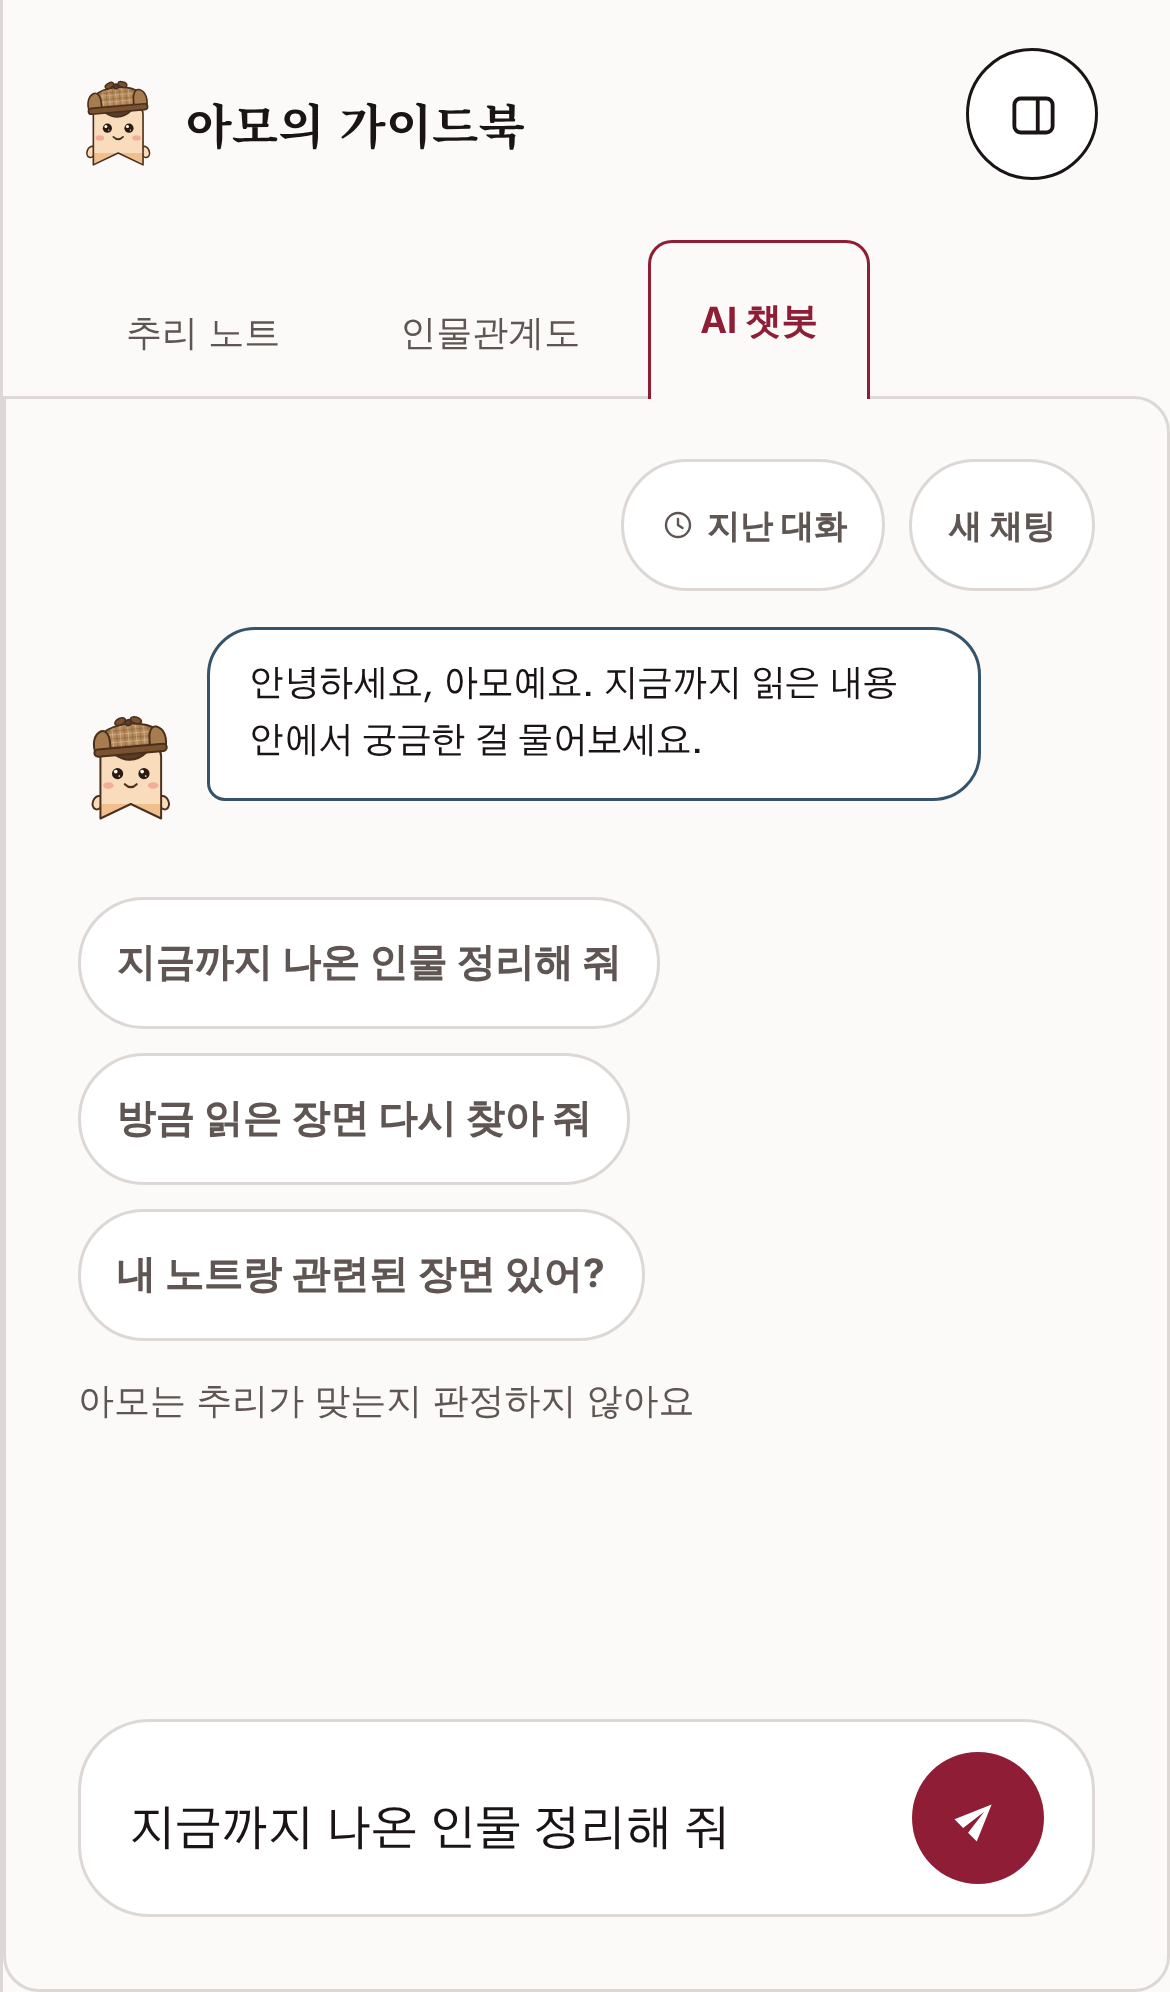 아모의 가이드북
추리 노트
인물관계도
AI 챗봇
지난 대화
새 채팅
안녕하세요, 아모예요. 지금까지 읽은 내용
안에서 궁금한 걸 물어보세요.
지금까지 나온 인물 정리해 줘
방금 읽은 장면 다시 찾아 줘
내 노트랑 관련된 장면 있어?
아모는 추리가 맞는지 판정하지 않아요
지금까지 나온 인물 정리해 줘